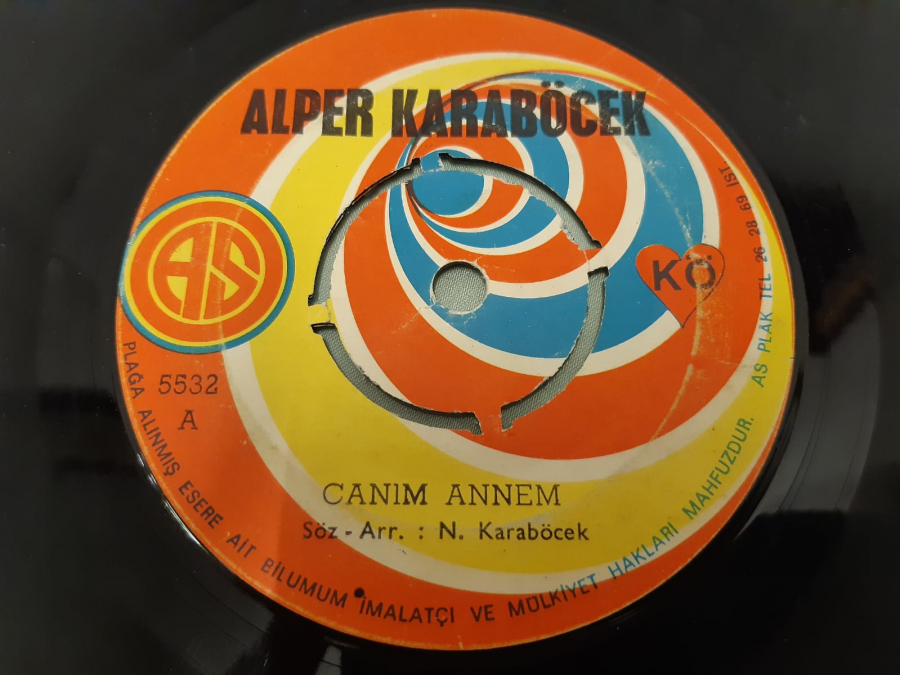 ALPER KARABÖCEK
AS
KÖ
5532
A
CANIM ANNEM
Söz - Arr. : N. Karaböcek
PLAĞA ALINMIŞ ESERE AİT BİLUMUM İMALATÇI VE MÜLKİYET HAKLARI MAHFUZDUR. AS PLAK TEL 26 28 69 İST.